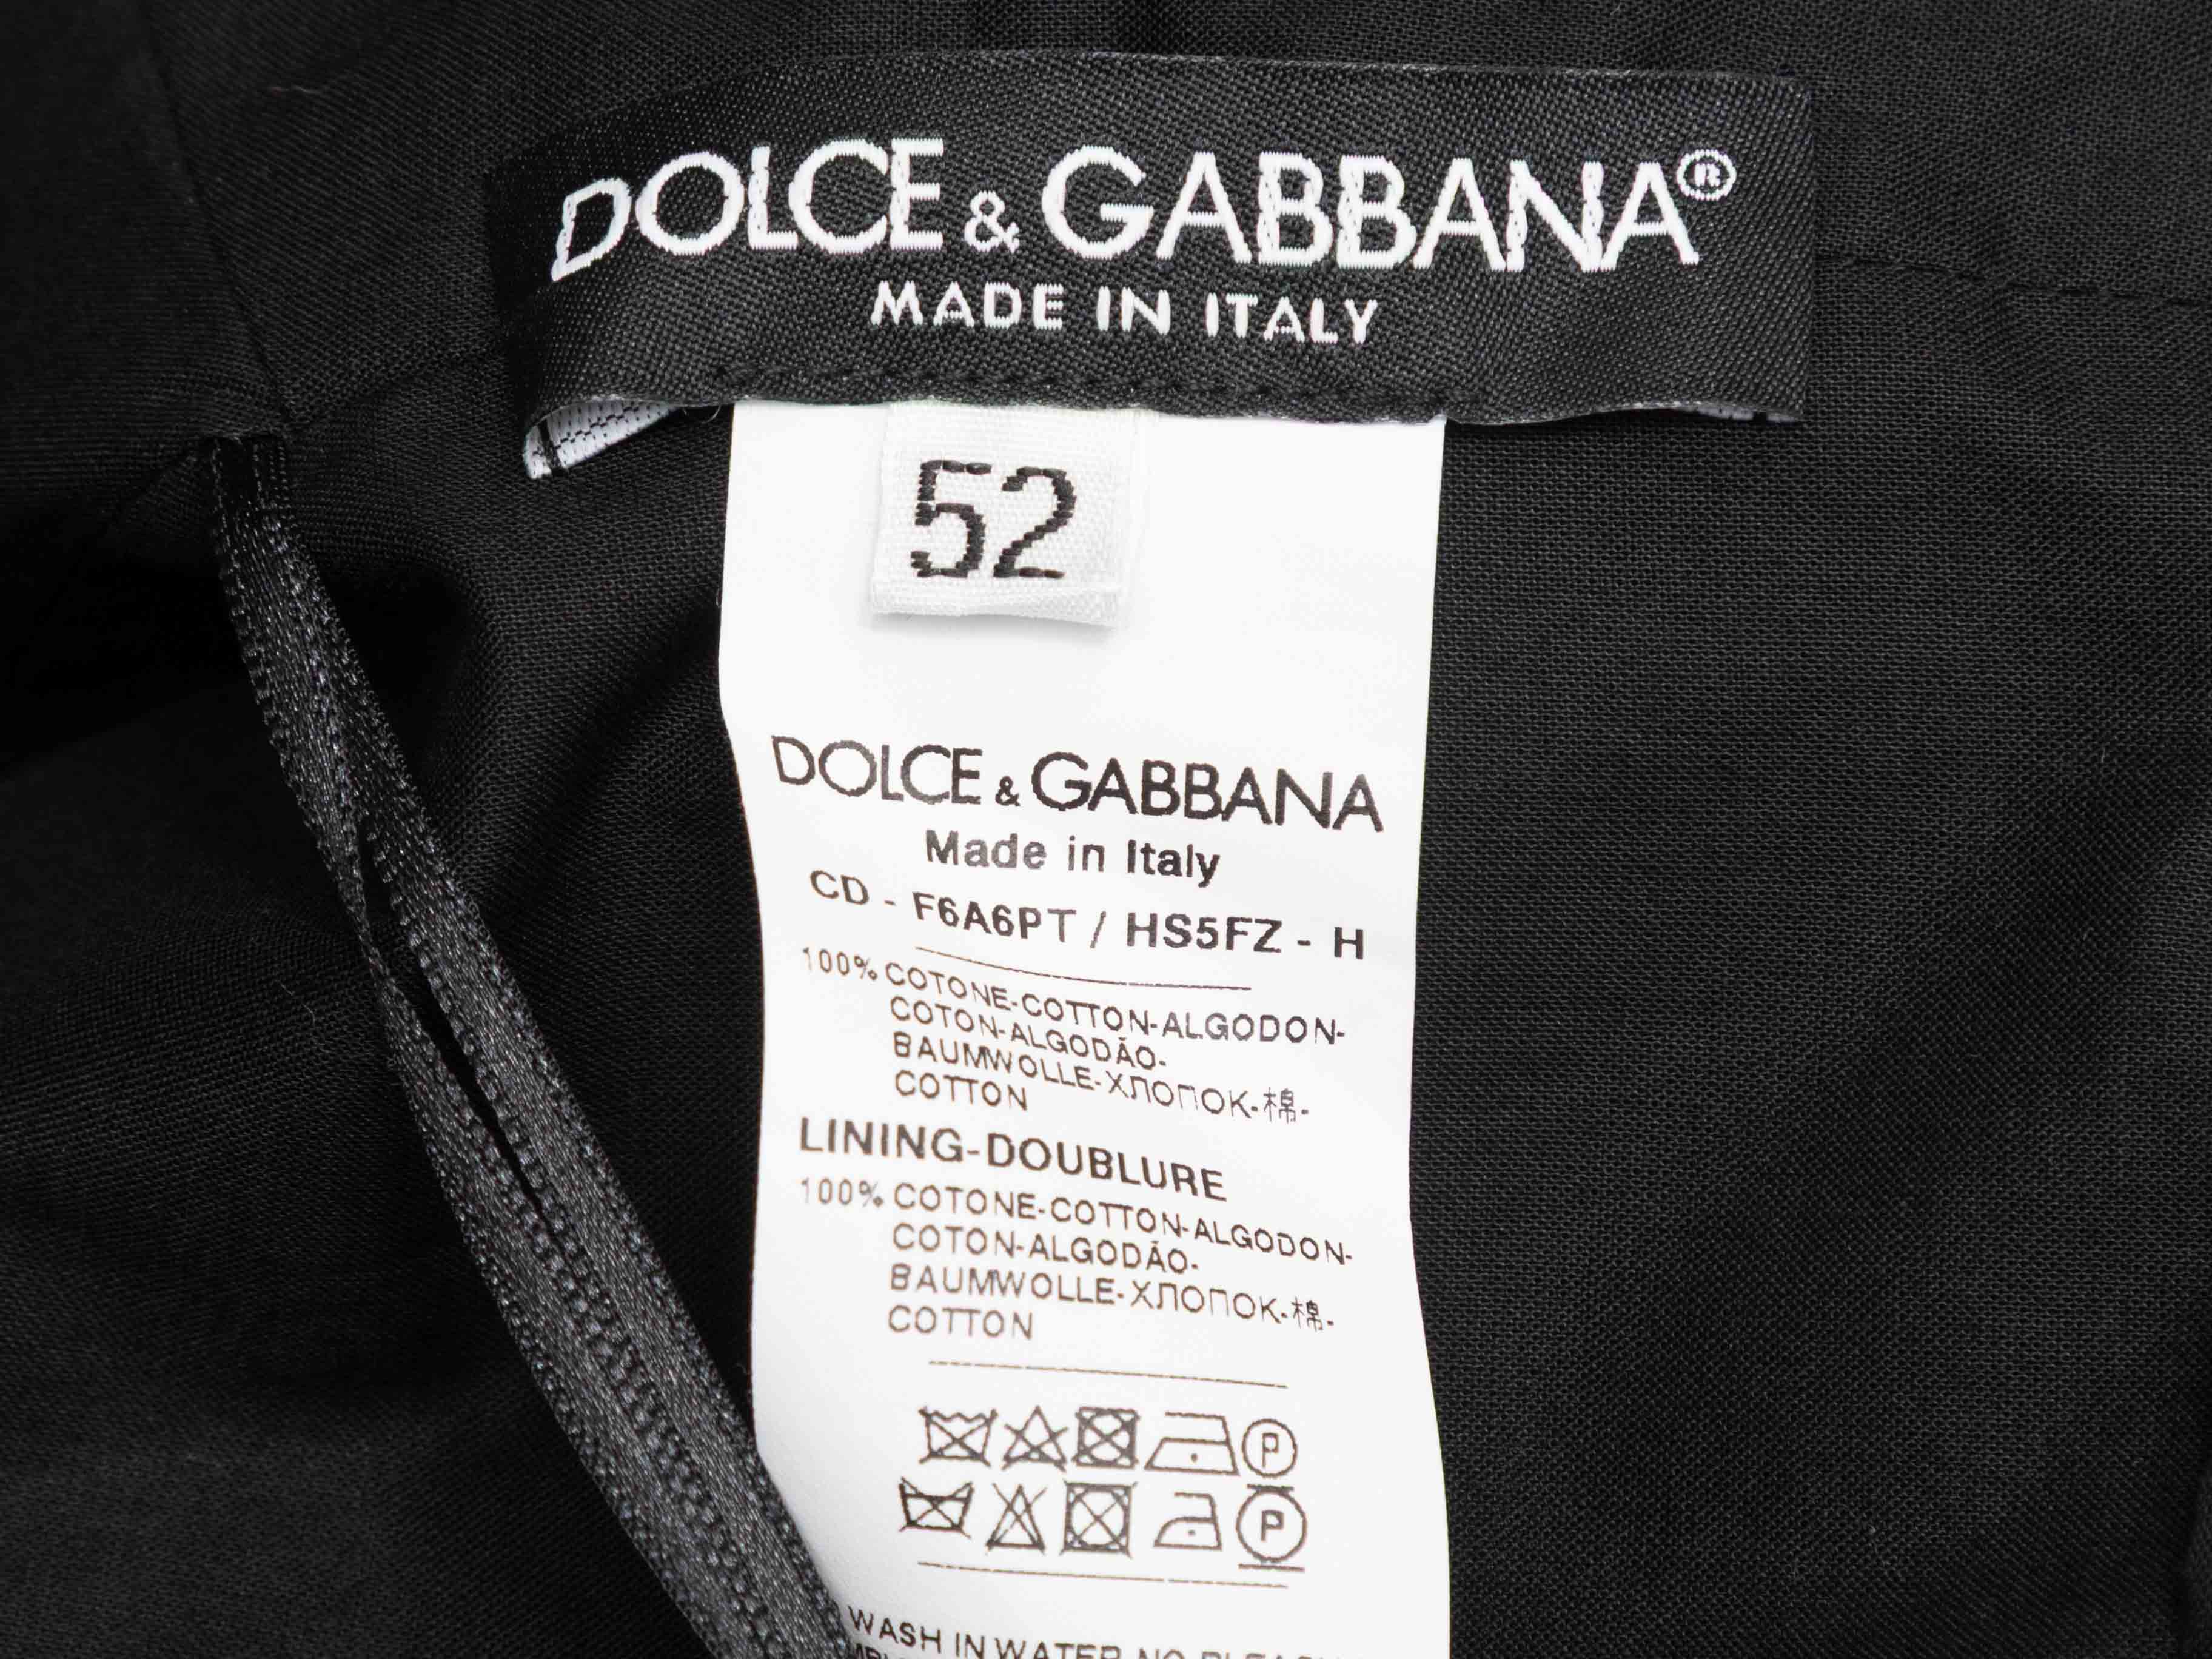 DOLCE & GABBANA®
MADE IN ITALY
52
DOLCE & GABBANA
Made in Italy
CD - F6A6PT / HS5FZ - H
100% COTONE-COTTON-ALGODON-
COTON-ALGODÃO-
BAUMWOLLE-ХЛОПОК-棉-
COTTON
LINING-DOUBLURE
100% COTONE-COTTON-ALGODON-
COTON-ALGODÃO-
BAUMWOLLE-ХЛОПОК-棉-
COTTON
P
P
WASH IN WATER NO